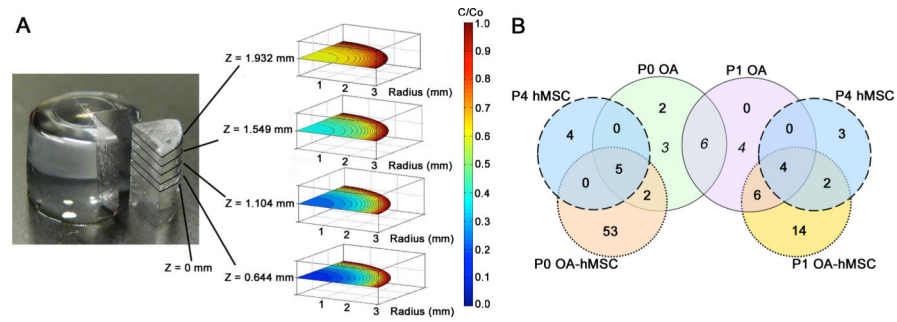 A
C/Co
1.0
0.9
0.8
0.7
0.6
0.5
0.4
0.3
0.2
0.1
0.0
Z = 1.932 mm
1 2 3 Radius (mm)
Z = 1.549 mm
1 2 3 Radius (mm)
Z = 1.104 mm
1 2 3 Radius (mm)
Z = 0 mm
Z = 0.644 mm
1 2 3 Radius (mm)
B
P0 OA
P1 OA
P4 hMSC
P4 hMSC
2
0
4
0
3
6
4
0
3
5
4
0
2
6
2
53
14
P0 OA-hMSC
P1 OA-hMSC